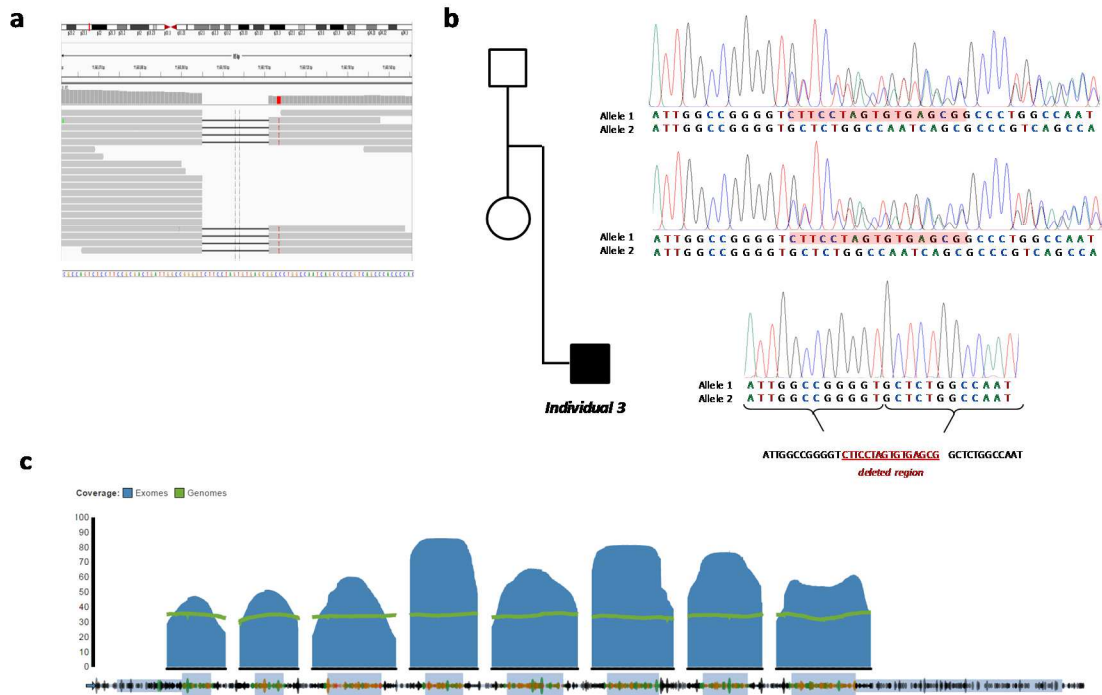 a
b
Allele 1 A T T G G C C G G G G T C T T C C T A G T G T G A G C G G C C C T G G C C A A T
Allele 2 A T T G G C C G G G G T G C T C T G G C C A A T C A G C G C C C G T C A G C C A
Allele 1 A T T G G C C G G G G T C T T C C T A G T G T G A G C G G C C C T G G C C A A T
Allele 2 A T T G G C C G G G G T G C T C T G G C C A A T C A G C G C C C G T C A G C C A
Individual 3
Allele 1 A T T G G C C G G G G T G C T C T G G C C A A T
Allele 2 A T T G G C C G G G G T G C T C T G G C C A A T
ATTGGCCGGGGTCTTCCTAGTGTGAGCG GCTCTGGCCAAT
deleted region
c
Coverage: Exomes Genomes
100
90
80
70
60
50
40
30
20
10
0